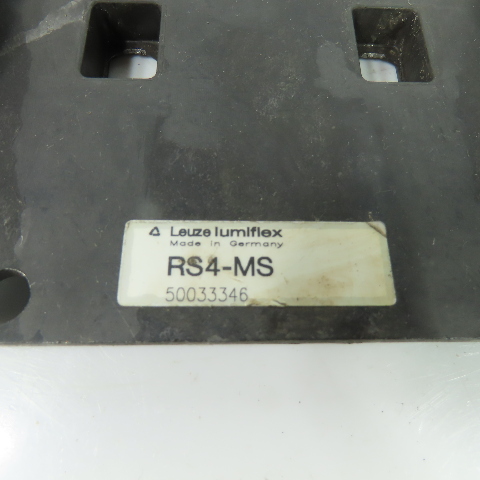 Leuze lumiflex
Made in Germany
RS4-MS
50033346